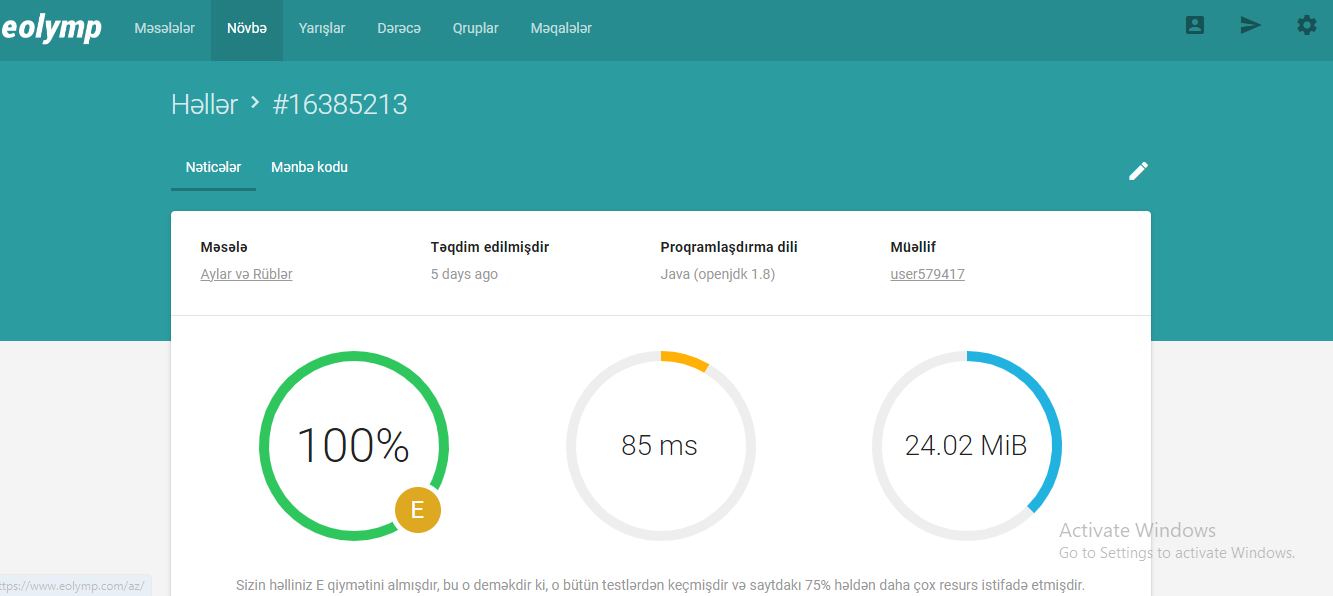 eolymp Məsələlər Növbə Yarışlar Dərəcə Qruplar Məqalələr
Həllər > #16385213
Nəticələr Mənbə kodu
Məsələ Təqdim edilmişdir Proqramlaşdırma dili Müəllif
Aylar və Rüblər 5 days ago Java (openjdk 1.8) user579417
100% 85 ms 24.02 MiB
E
Activate Windows
Go to Settings to activate Windows.
ttps://www.eolymp.com/az/
Sizin həlliniz E qiymətini almışdır, bu o deməkdir ki, o bütün testlərdən keçmişdir və saytdakı 75% həldən daha çox resurs istifadə etmişdir.